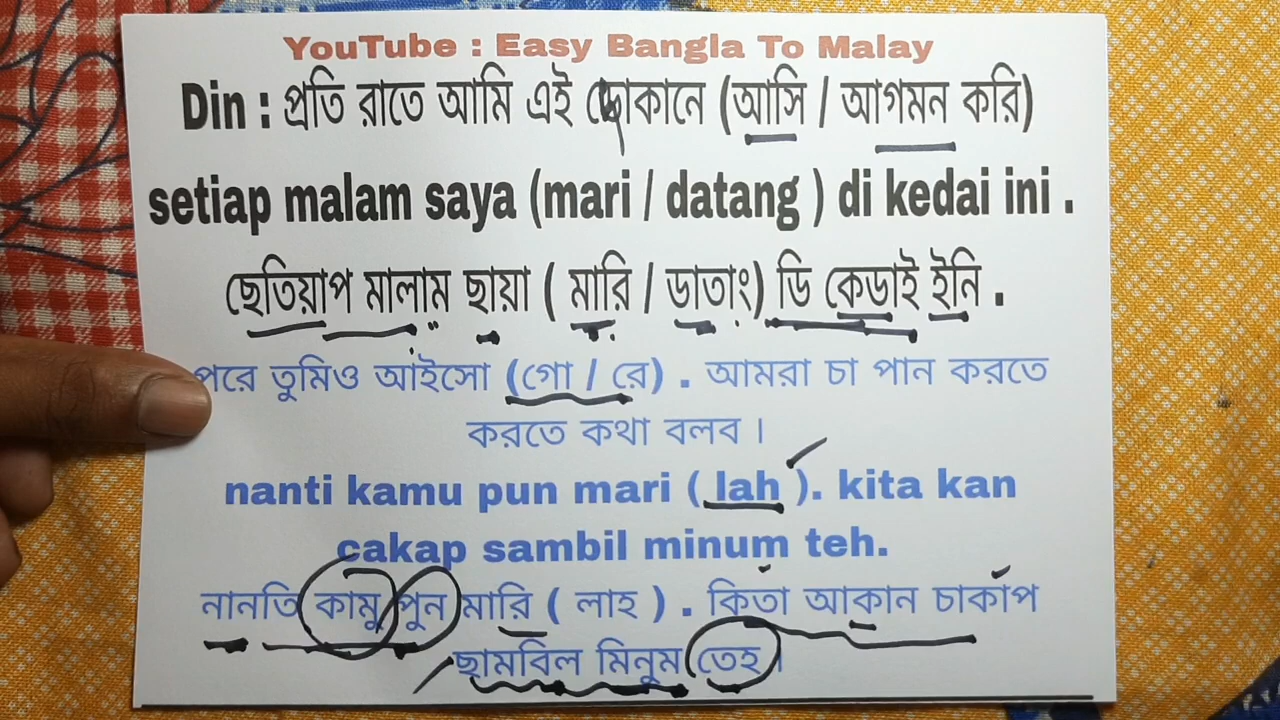 YouTube : Easy Bangla To Malay
Din : প্রতি রাতে আমি এই দোকানে (আসি / আগমন করি)
setiap malam saya (mari / datang ) di kedai ini .
ছেতিয়াপ মালাম ছায়া ( মারি / ডাতাং) ডি কেডাই ইনি .
পরে তুমিও আইসো (গো / রে) . আমরা চা পান করতে
করতে কথা বলব ।
nanti kamu pun mari ( lah ). kita kan
cakap sambil minum teh.
নানতি কামু পুন মারি ( লাহ ) . কিতা আকান চাকাপ
ছামবিল মিনুম তেহ ।